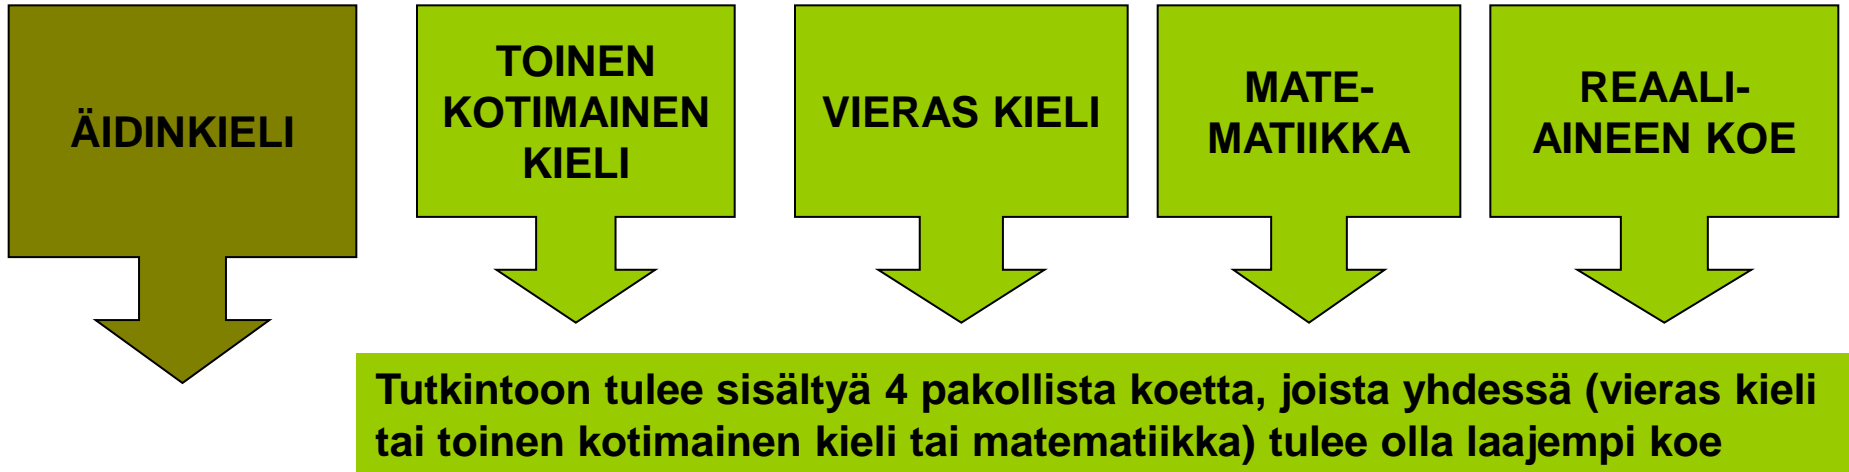 ÄIDINKIELI
TOINEN
KOTIMAINEN
KIELI
VIERAS KIELI
MATE-
MATIIKKA
REAALI-
AINEEN KOE
Tutkintoon tulee sisältyä 4 pakollista koetta, joista yhdessä (vieras kieli
tai toinen kotimainen kieli tai matematiikka) tulee olla laajempi koe